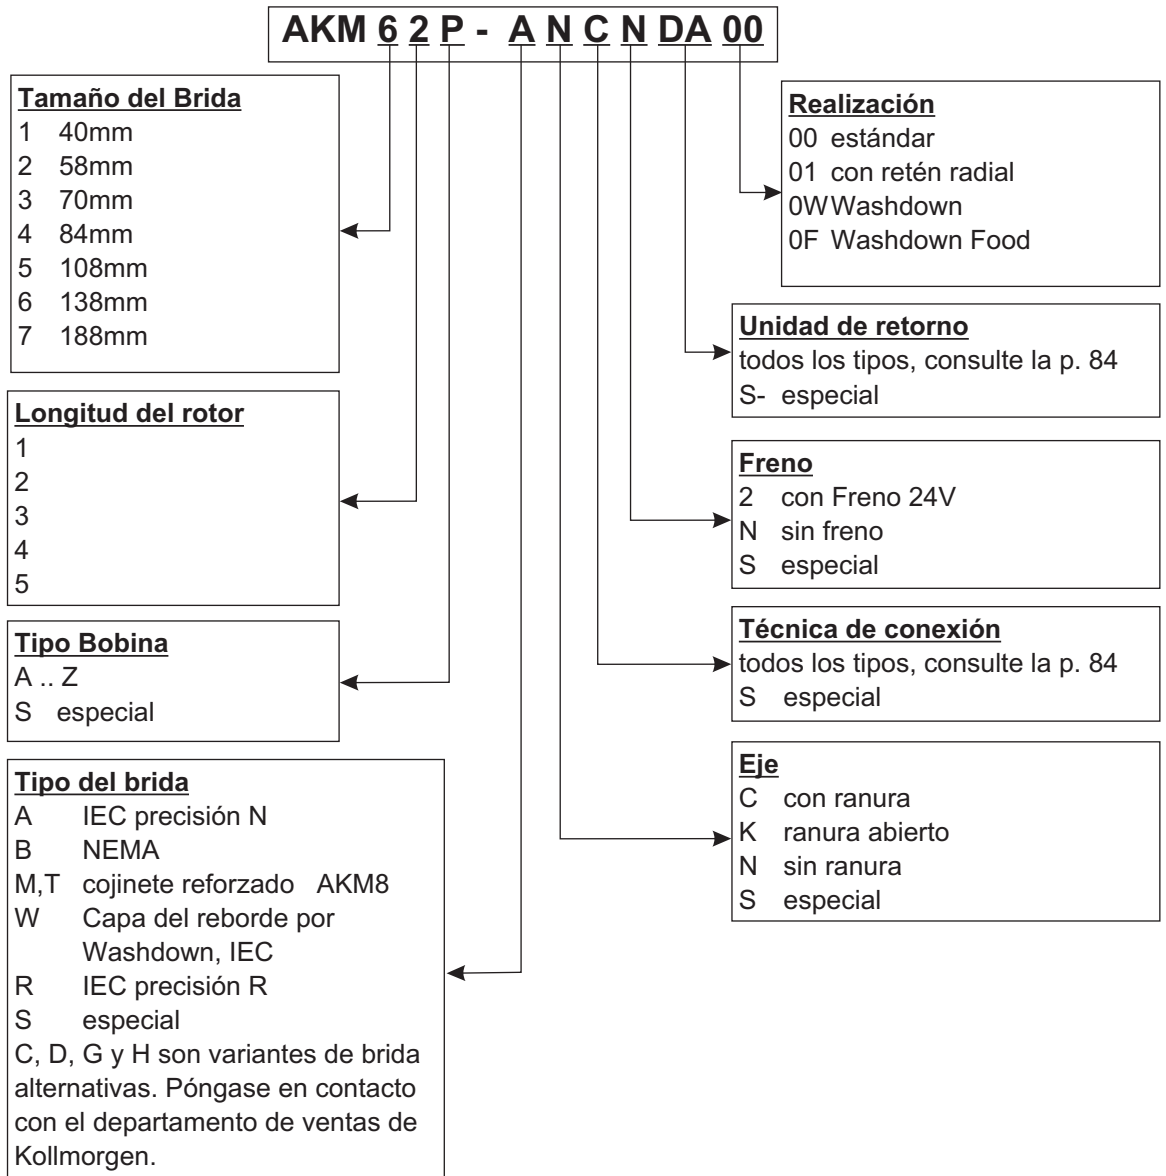 AKM 6 2 P - A N C N DA 00
Tamaño del Brida
1 40mm
2 58mm
3 70mm
4 84mm
5 108mm
6 138mm
7 188mm
Longitud del rotor
1
2
3
4
5
Tipo Bobina
A .. Z
S especial
Tipo del brida
A IEC precisión N
B NEMA
M,T cojinete reforzado AKM8
W Capa del reborde por
Washdown, IEC
R IEC precisión R
S especial
C, D, G y H son variantes de brida
alternativas. Póngase en contacto
con el departamento de ventas de
Kollmorgen.
Realización
00 estándar
01 con retén radial
0W Washdown
0F Washdown Food
Unidad de retorno
todos los tipos, consulte la p. 84
S- especial
Freno
2 con Freno 24V
N sin freno
S especial
Técnica de conexión
todos los tipos, consulte la p. 84
S especial
Eje
C con ranura
K ranura abierto
N sin ranura
S especial